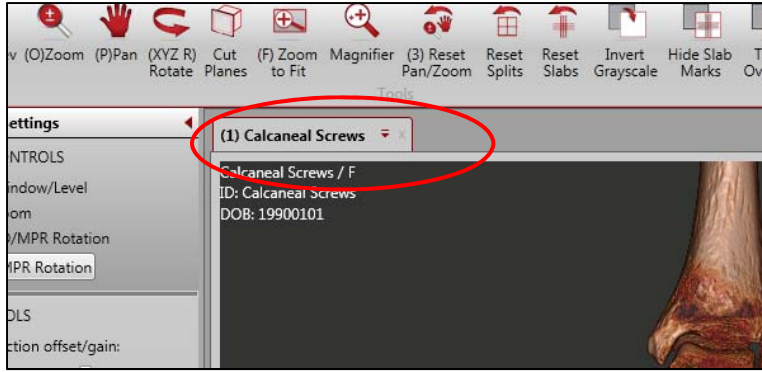 (O)Zoom (P)Pan (XYZ R) Rotate Cut Planes (F) Zoom to Fit Magnifier (3) Reset Pan/Zoom Reset Splits Reset Slabs Invert Grayscale Hide Slab Marks
Tools
ettings
(1) Calcaneal Screws x
NTROLS
Calcaneal Screws / F
indow/Level
ID: Calcaneal Screws
om
DOB: 19900101
/MPR Rotation
MPR Rotation
OLS
ction offset/gain: